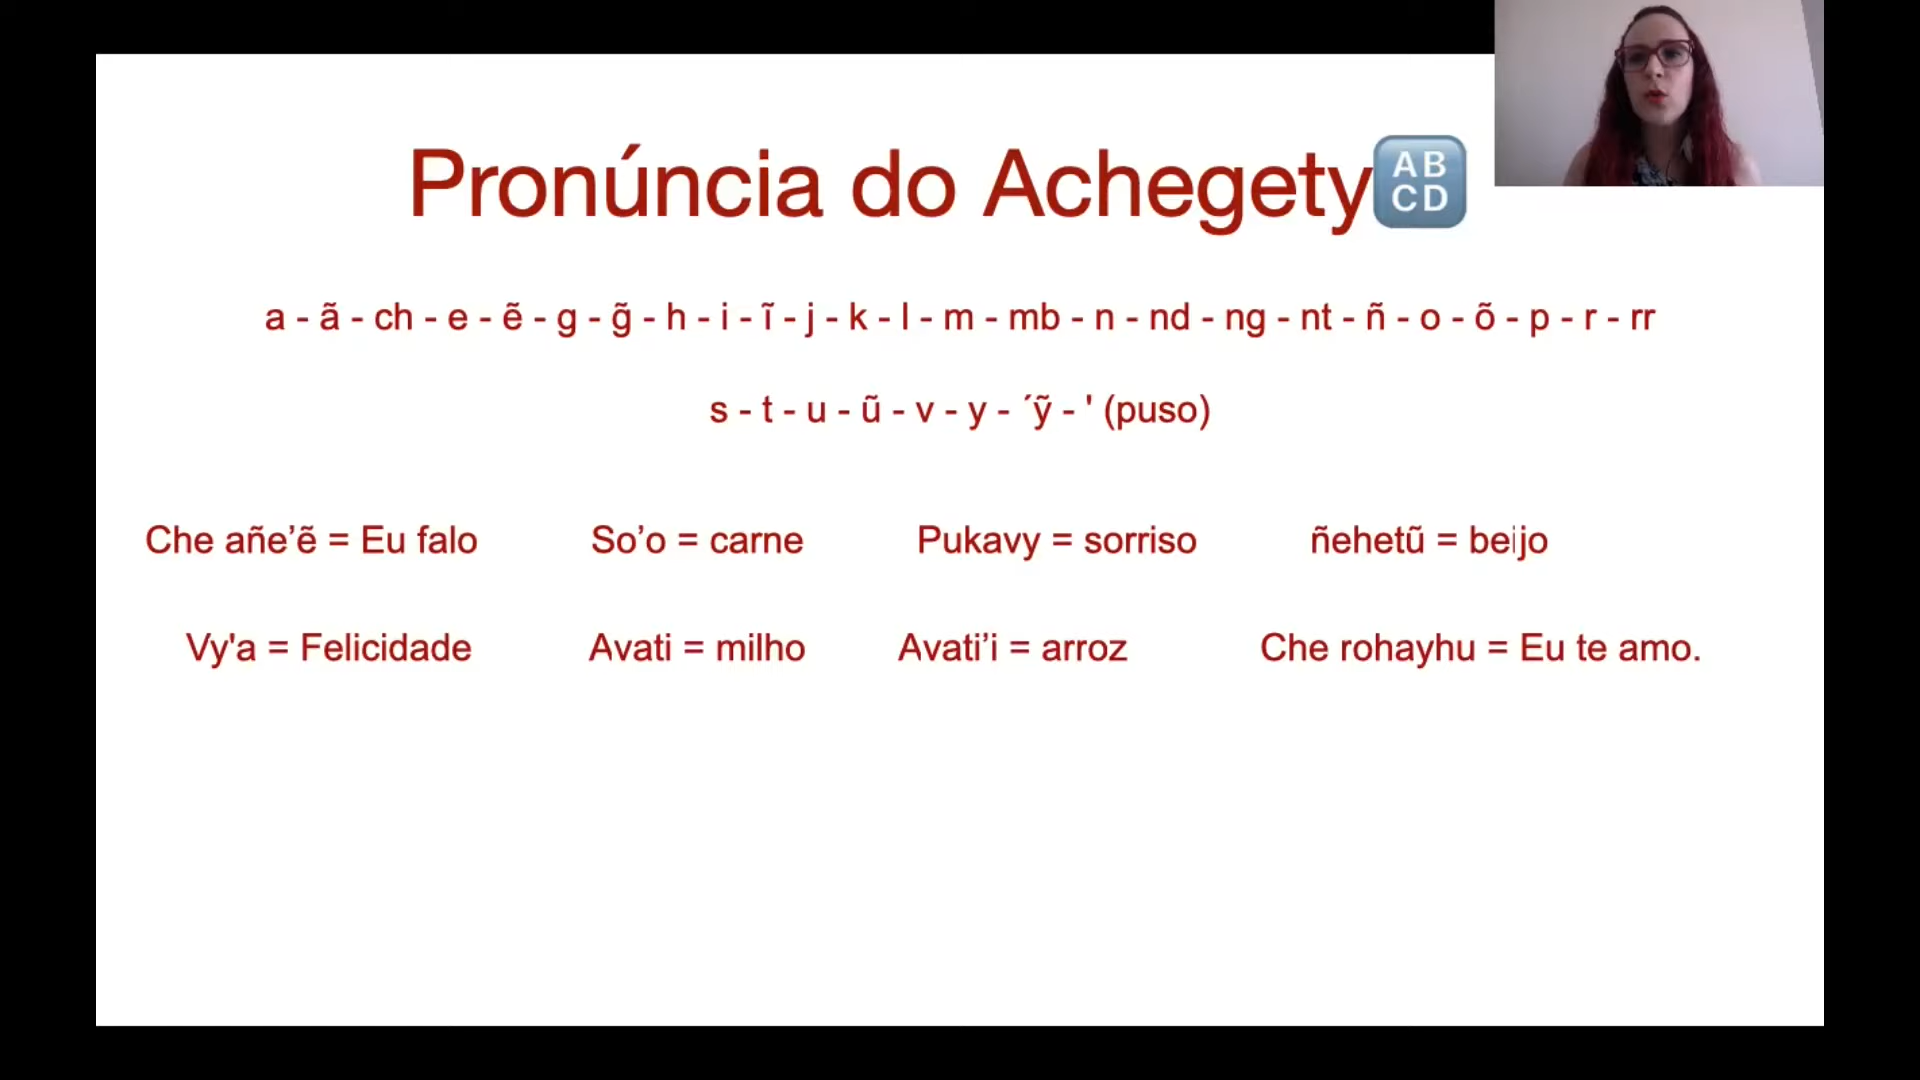 Pronúncia do Achegety🔠
a - ã - ch - e - ẽ - g - g̃ - h - i - ĩ - j - k - l - m - mb - n - nd - ng - nt - ñ - o - õ - p - r - rr
s - t - u - ũ - v - y - ´ỹ - ' (puso)
Che añe’ẽ = Eu falo So’o = carne Pukavy = sorriso ñehetũ = beijo
Vy'a = Felicidade Avati = milho Avati’i = arroz Che rohayhu = Eu te amo.